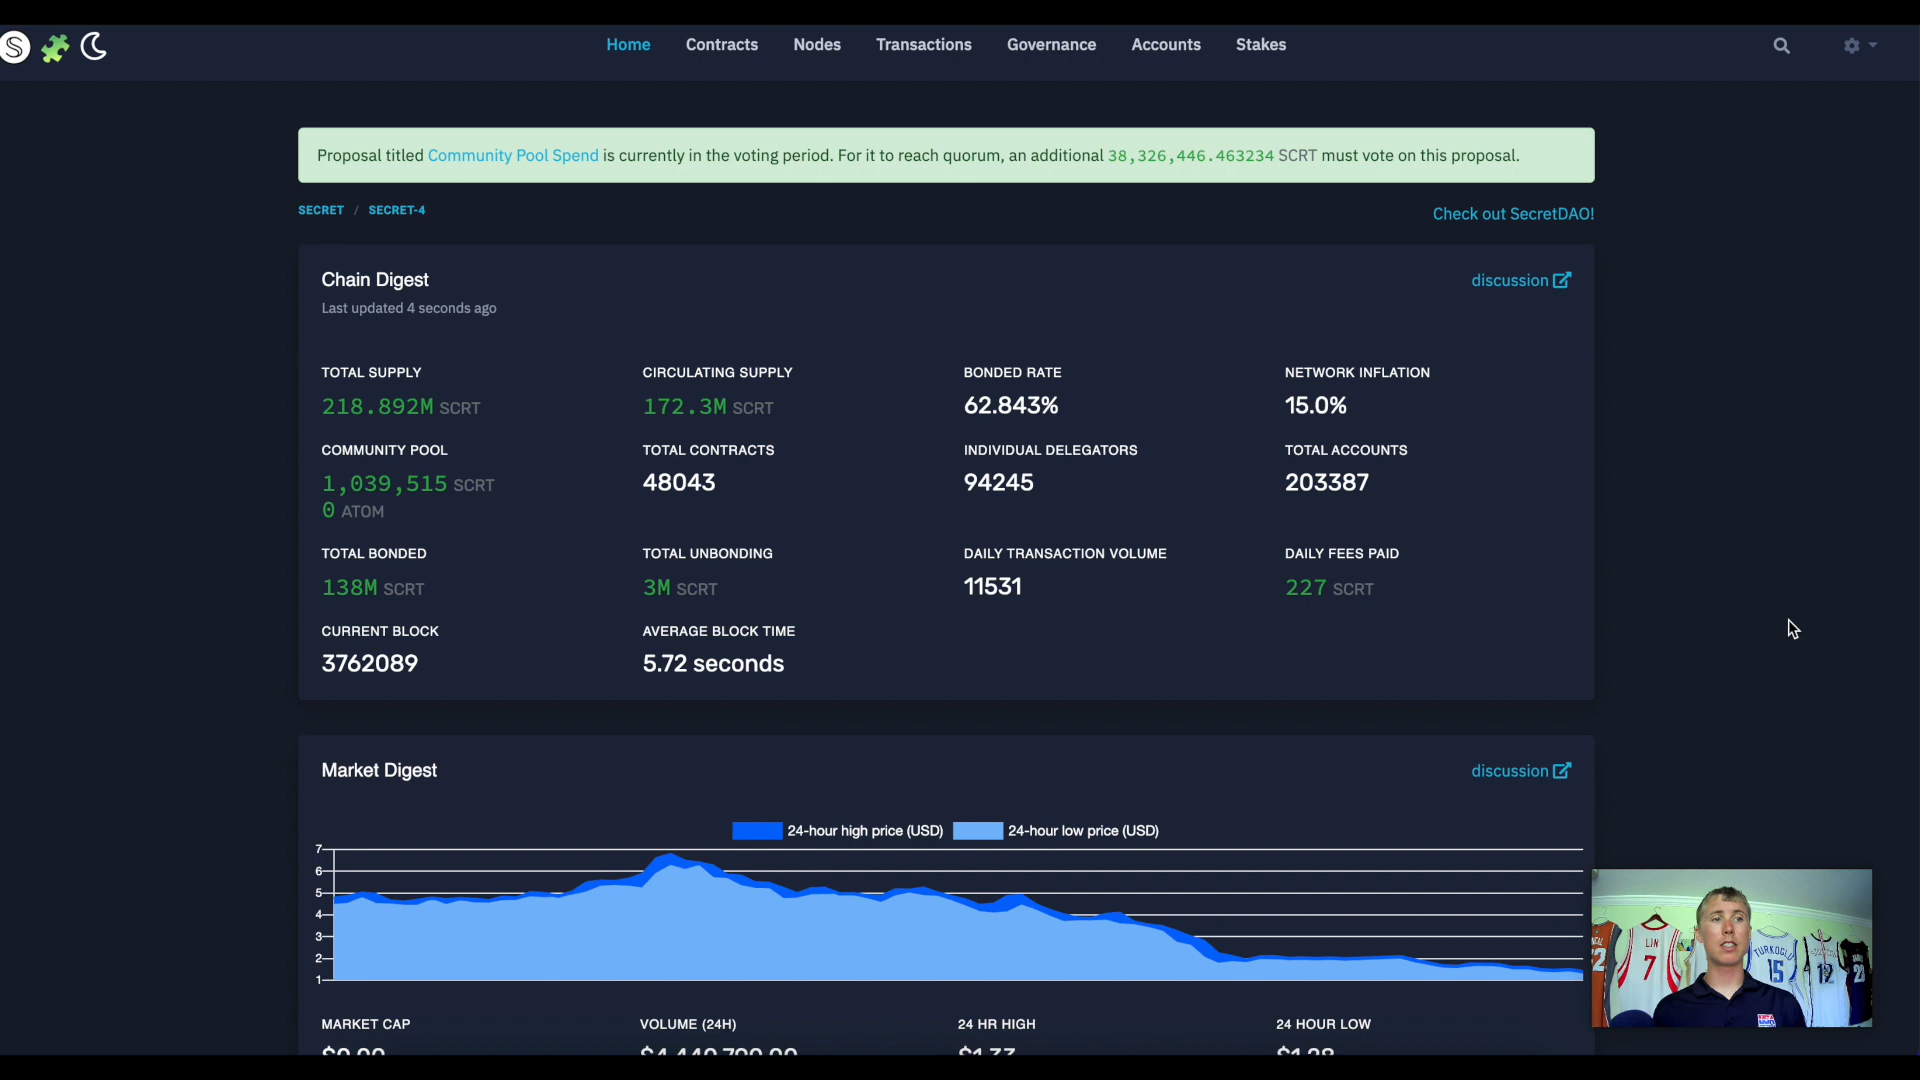 Home Contracts Nodes Transactions Governance Accounts Stakes
Proposal titled Community Pool Spend is currently in the voting period. For it to reach quorum, an additional 38,326,446.463234 SCRT must vote on this proposal.
SECRET / SECRET-4
Check out SecretDAO!
Chain Digest
discussion
Last updated 4 seconds ago
TOTAL SUPPLY CIRCULATING SUPPLY BONDED RATE NETWORK INFLATION
218.892M SCRT 172.3M SCRT 62.843% 15.0%
COMMUNITY POOL TOTAL CONTRACTS INDIVIDUAL DELEGATORS TOTAL ACCOUNTS
1,039,515 SCRT 48043 94245 203387
0 ATOM
TOTAL BONDED TOTAL UNBONDING DAILY TRANSACTION VOLUME DAILY FEES PAID
138M SCRT 3M SCRT 11531 227 SCRT
CURRENT BLOCK AVERAGE BLOCK TIME
3762089 5.72 seconds
Market Digest
discussion
24-hour high price (USD) 24-hour low price (USD)
7
6
5
4
3
2
1
LIN
7
TURKOGLU
15
12
MARKET CAP VOLUME (24H) 24 HR HIGH 24 HOUR LOW